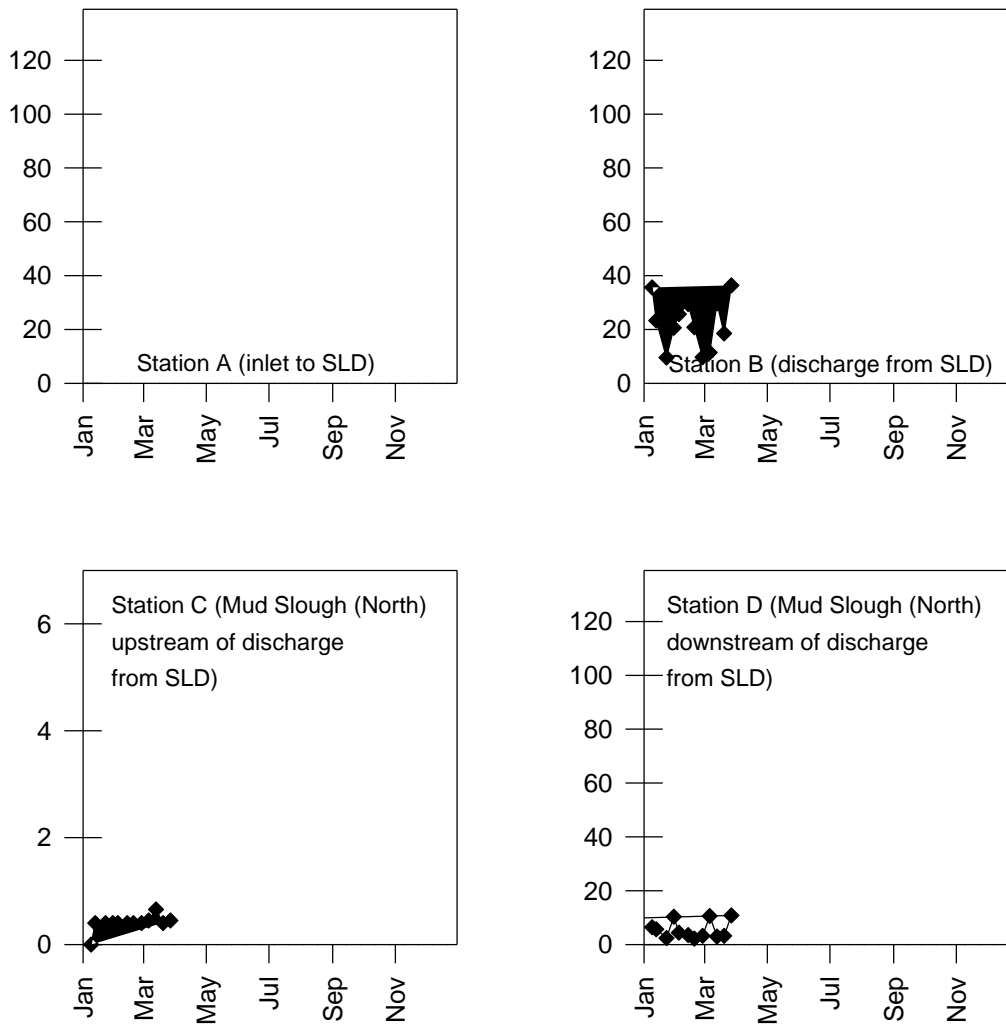 120
100
80
60
40
20
0
Station A (inlet to SLD)
Jan
Mar
May
Jul
Sep
Nov
120
100
80
60
40
20
0
Station B (discharge from SLD)
Jan
Mar
May
Jul
Sep
Nov
Station C (Mud Slough (North)
upstream of discharge
from SLD)
6
4
2
0
Jan
Mar
May
Jul
Sep
Nov
Station D (Mud Slough (North)
downstream of discharge
from SLD)
120
100
80
60
40
20
0
Jan
Mar
May
Jul
Sep
Nov